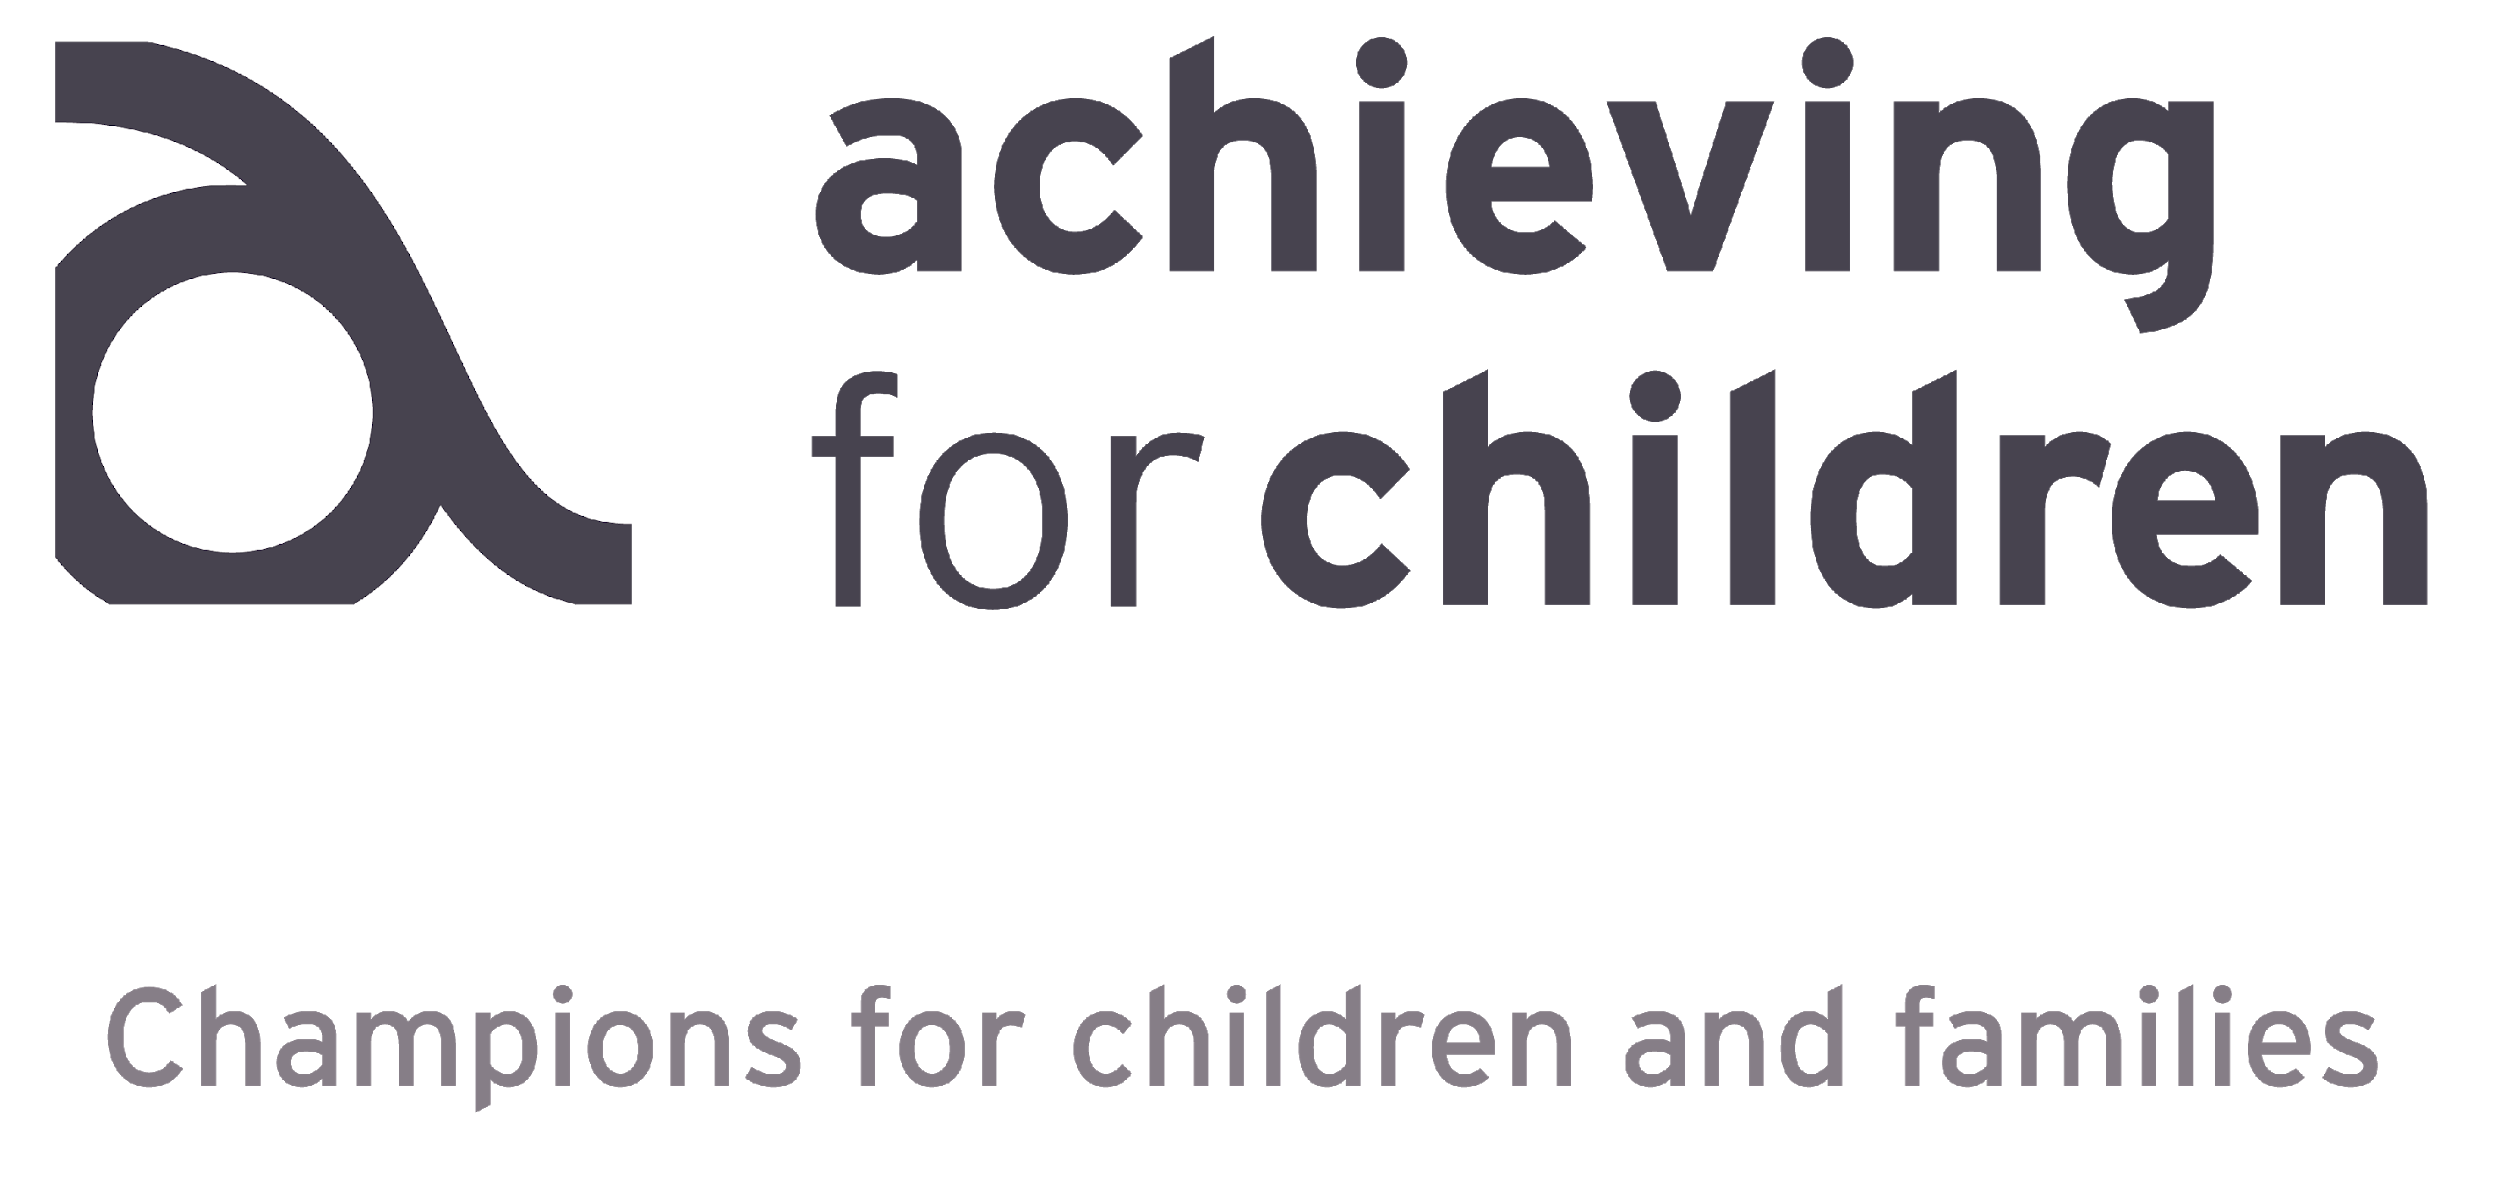 achieving
for children
Champions for children and families